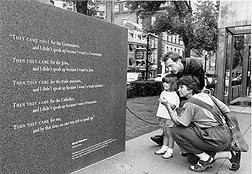 "THEY CAME FIRST for the Communists,
and I didn't speak up because I wasn't a Communist.
THEN THEY CAME for the Jews,
and I didn't speak up because I wasn't a Jew.
THEN THEY CAME for the trade unionists,
and I didn't speak up because I wasn't a trade unionist.
THEN THEY CAME for the Catholics,
and I didn't speak up because I was a Protestant.
THEN THEY CAME for me,
and by that time no one was left to speak up."